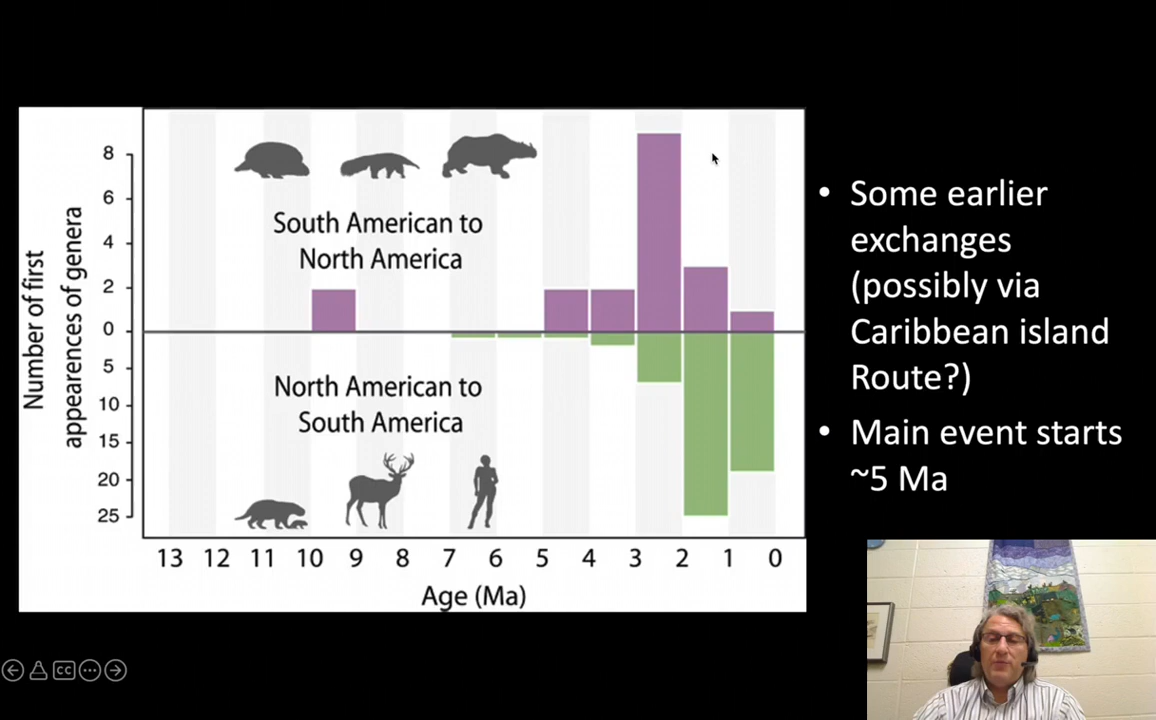 Number of first
appearences of genera
8
6
4
2
0
5
10
15
20
25
South American to
North America
North American to
South America
13 12 11 10 9 8 7 6 5 4 3 2 1 0
Age (Ma)
• Some earlier
exchanges
(possibly via
Caribbean island
Route?)
• Main event starts
~5 Ma
CC